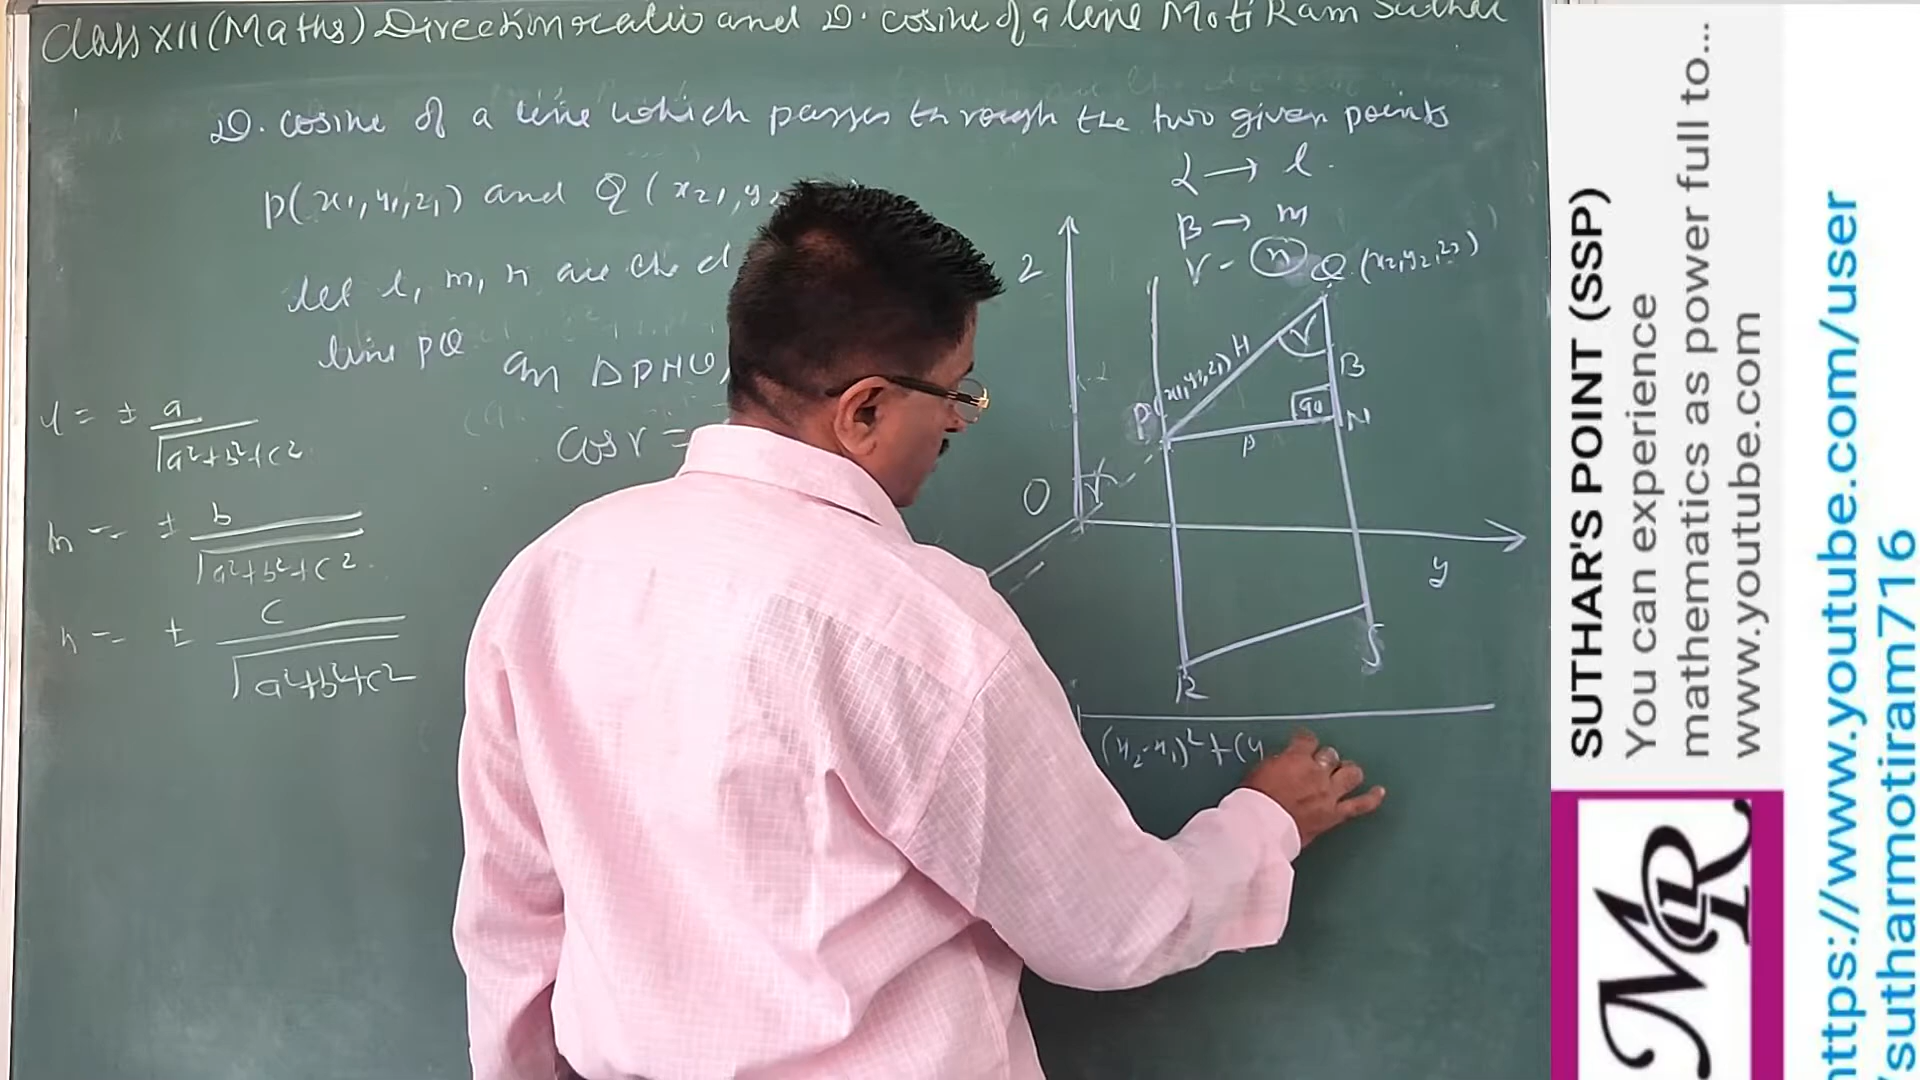 Class XII (Maths) Direction ratio and D. cosine of a line Moti Ram Suthar
D. cosine of a line which passes through the two given points
P(x1, y1, z1) and Q (x2, y2
let l, m, n are the d
line PQ
In ΔPNQ,
cos γ =
l = ± a
√a²+b²+c²
m = ± b
√a²+b²+c²
n = ± c
√a²+b²+c²
α → l
β → m
γ - n
Z
Q (x2, y2, z2)
γ
H
B
P(x1, y1, z1)
90
N
P
O
γ
y
R
S
(x2-x1)² + (y
SUTHAR'S POINT (SSP)
You can experience
mathematics as power full to...
www.youtube.com
MR
https://www.youtube.com/user
/sutharmotiram716